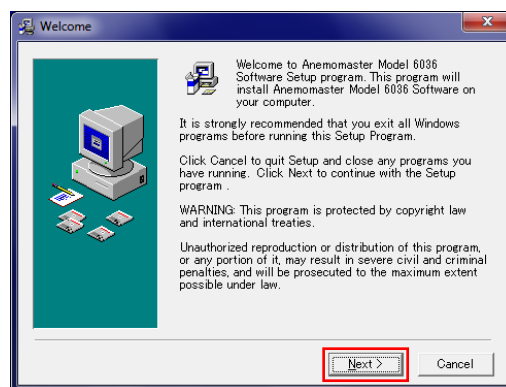 Welcome
Welcome to Anemomaster Model 6036
Software Setup program. This program will
install Anemomaster Model 6036 Software on
your computer.
It is strongly recommended that you exit all Windows
programs before running this Setup Program.
Click Cancel to quit Setup and close any programs you
have running. Click Next to continue with the Setup
program .
WARNING: This program is protected by copyright law
and international treaties.
Unauthorized reproduction or distribution of this program,
or any portion of it, may result in severe civil and criminal
penalties, and will be prosecuted to the maximum extent
possible under law.
Next > Cancel